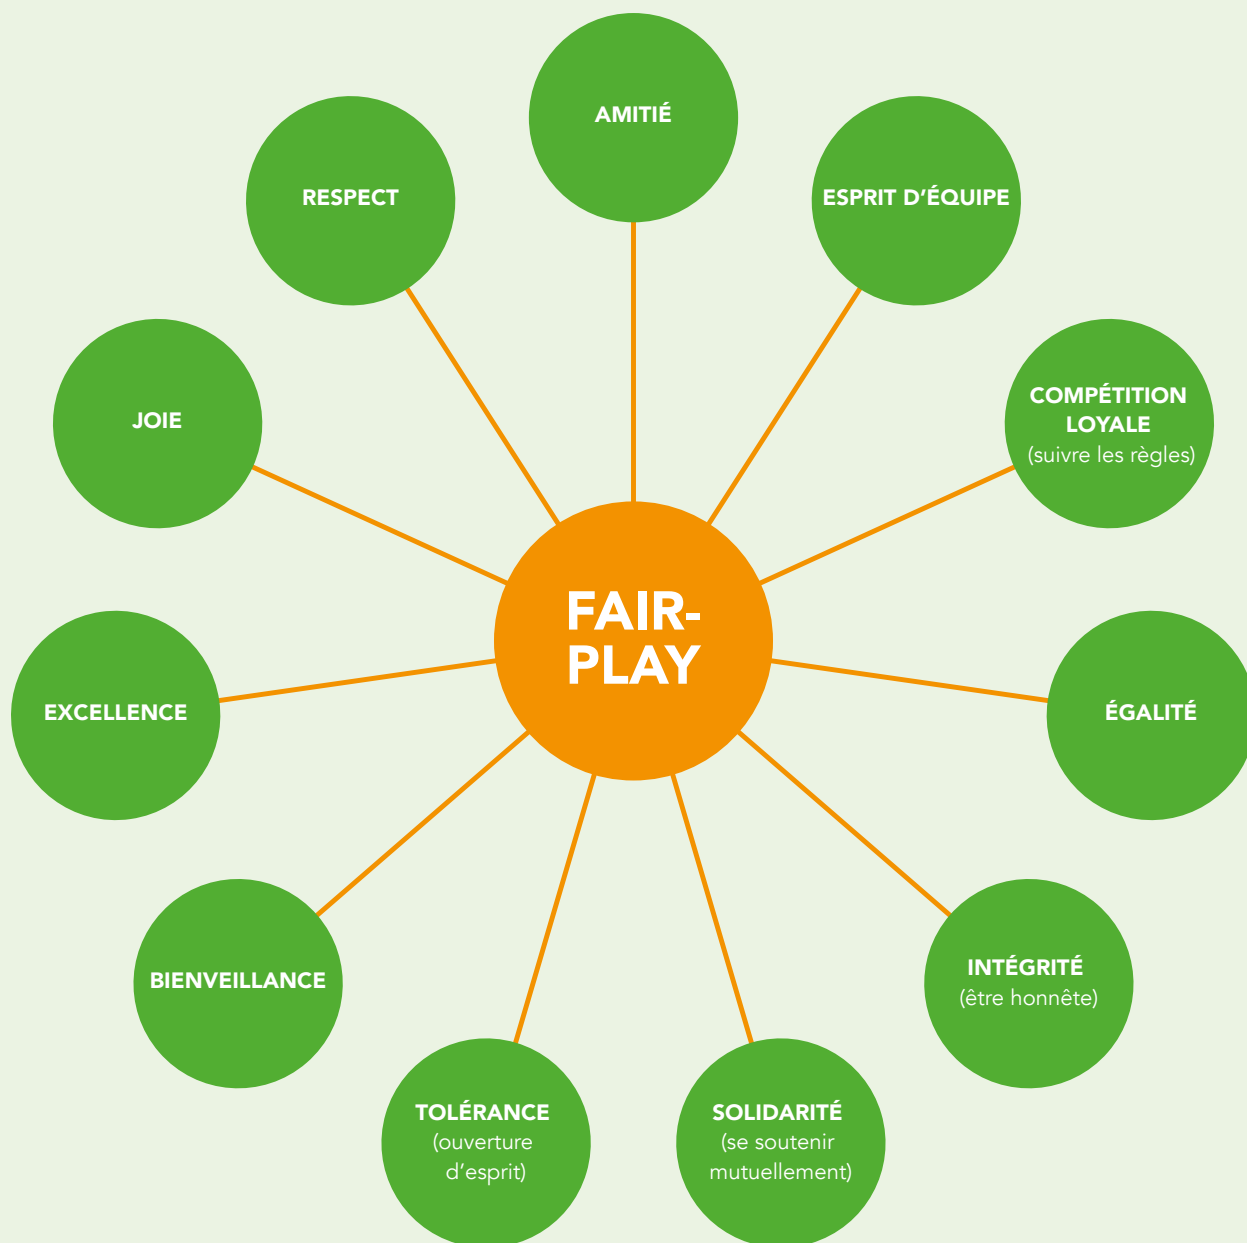 AMITIÉ
RESPECT
ESPRIT D’ÉQUIPE
JOIE
COMPÉTITION
LOYALE
(suivre les règles)
FAIR-
PLAY
EXCELLENCE
ÉGALITÉ
BIENVEILLANCE
INTÉGRITÉ
(être honnête)
TOLÉRANCE
(ouverture
d’esprit)
SOLIDARITÉ
(se soutenir
mutuellement)